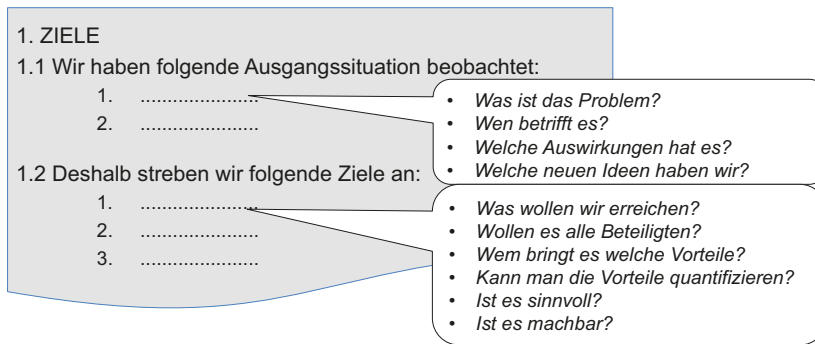 1. ZIELE
1.1 Wir haben folgende Ausgangssituation beobachtet:
1. ......................
2. ......................
• Was ist das Problem?
• Wen betrifft es?
• Welche Auswirkungen hat es?
• Welche neuen Ideen haben wir?
1.2 Deshalb streben wir folgende Ziele an:
1. ......................
2. ......................
3. ......................
• Was wollen wir erreichen?
• Wollen es alle Beteiligten?
• Wem bringt es welche Vorteile?
• Kann man die Vorteile quantifizieren?
• Ist es sinnvoll?
• Ist es machbar?